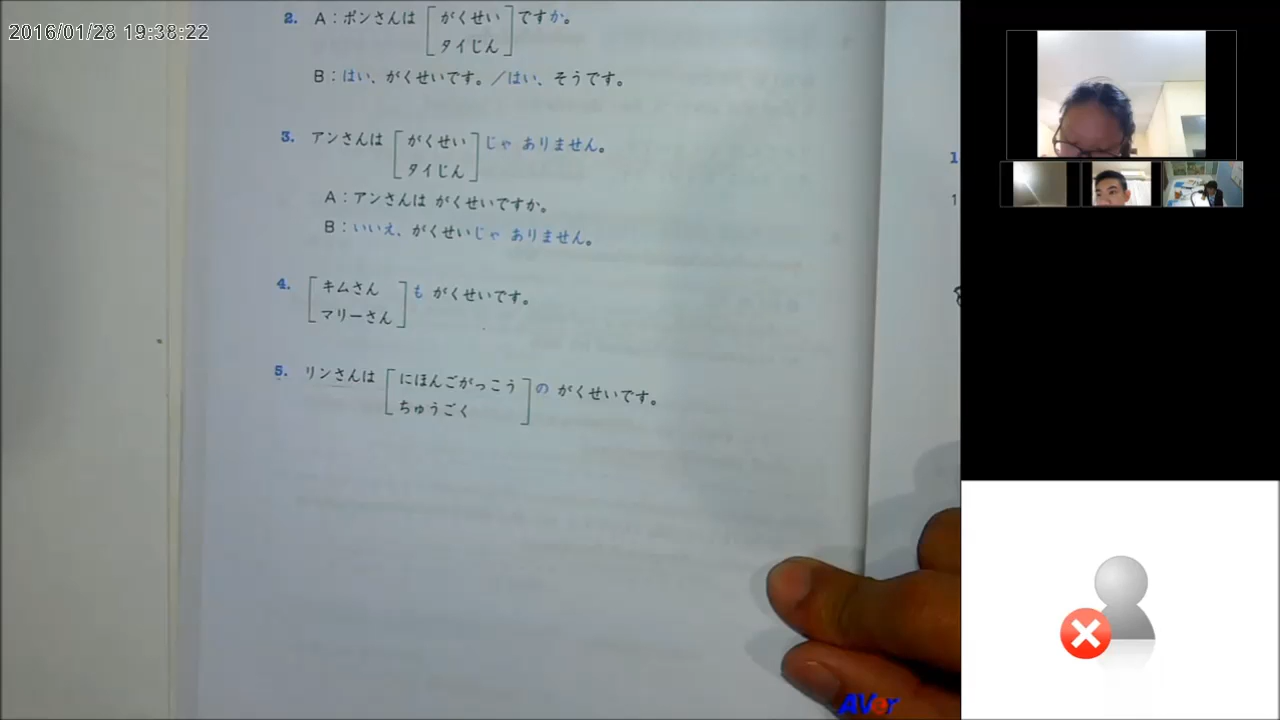 2016/01/28 19:38:22
2. A：ポンさんは [がくせい] ですか。
[タイじん]
B：はい、がくせいです。／はい、そうです。
3. アンさんは [がくせい] じゃ ありません。
[タイじん]
A：アンさんは がくせいですか。
B：いいえ、がくせいじゃ ありません。
4. [キムさん] も がくせいです。
[マリーさん]
5. リンさんは [にほんごがっこう] の がくせいです。
[ちゅうごく]
1
1
AVer